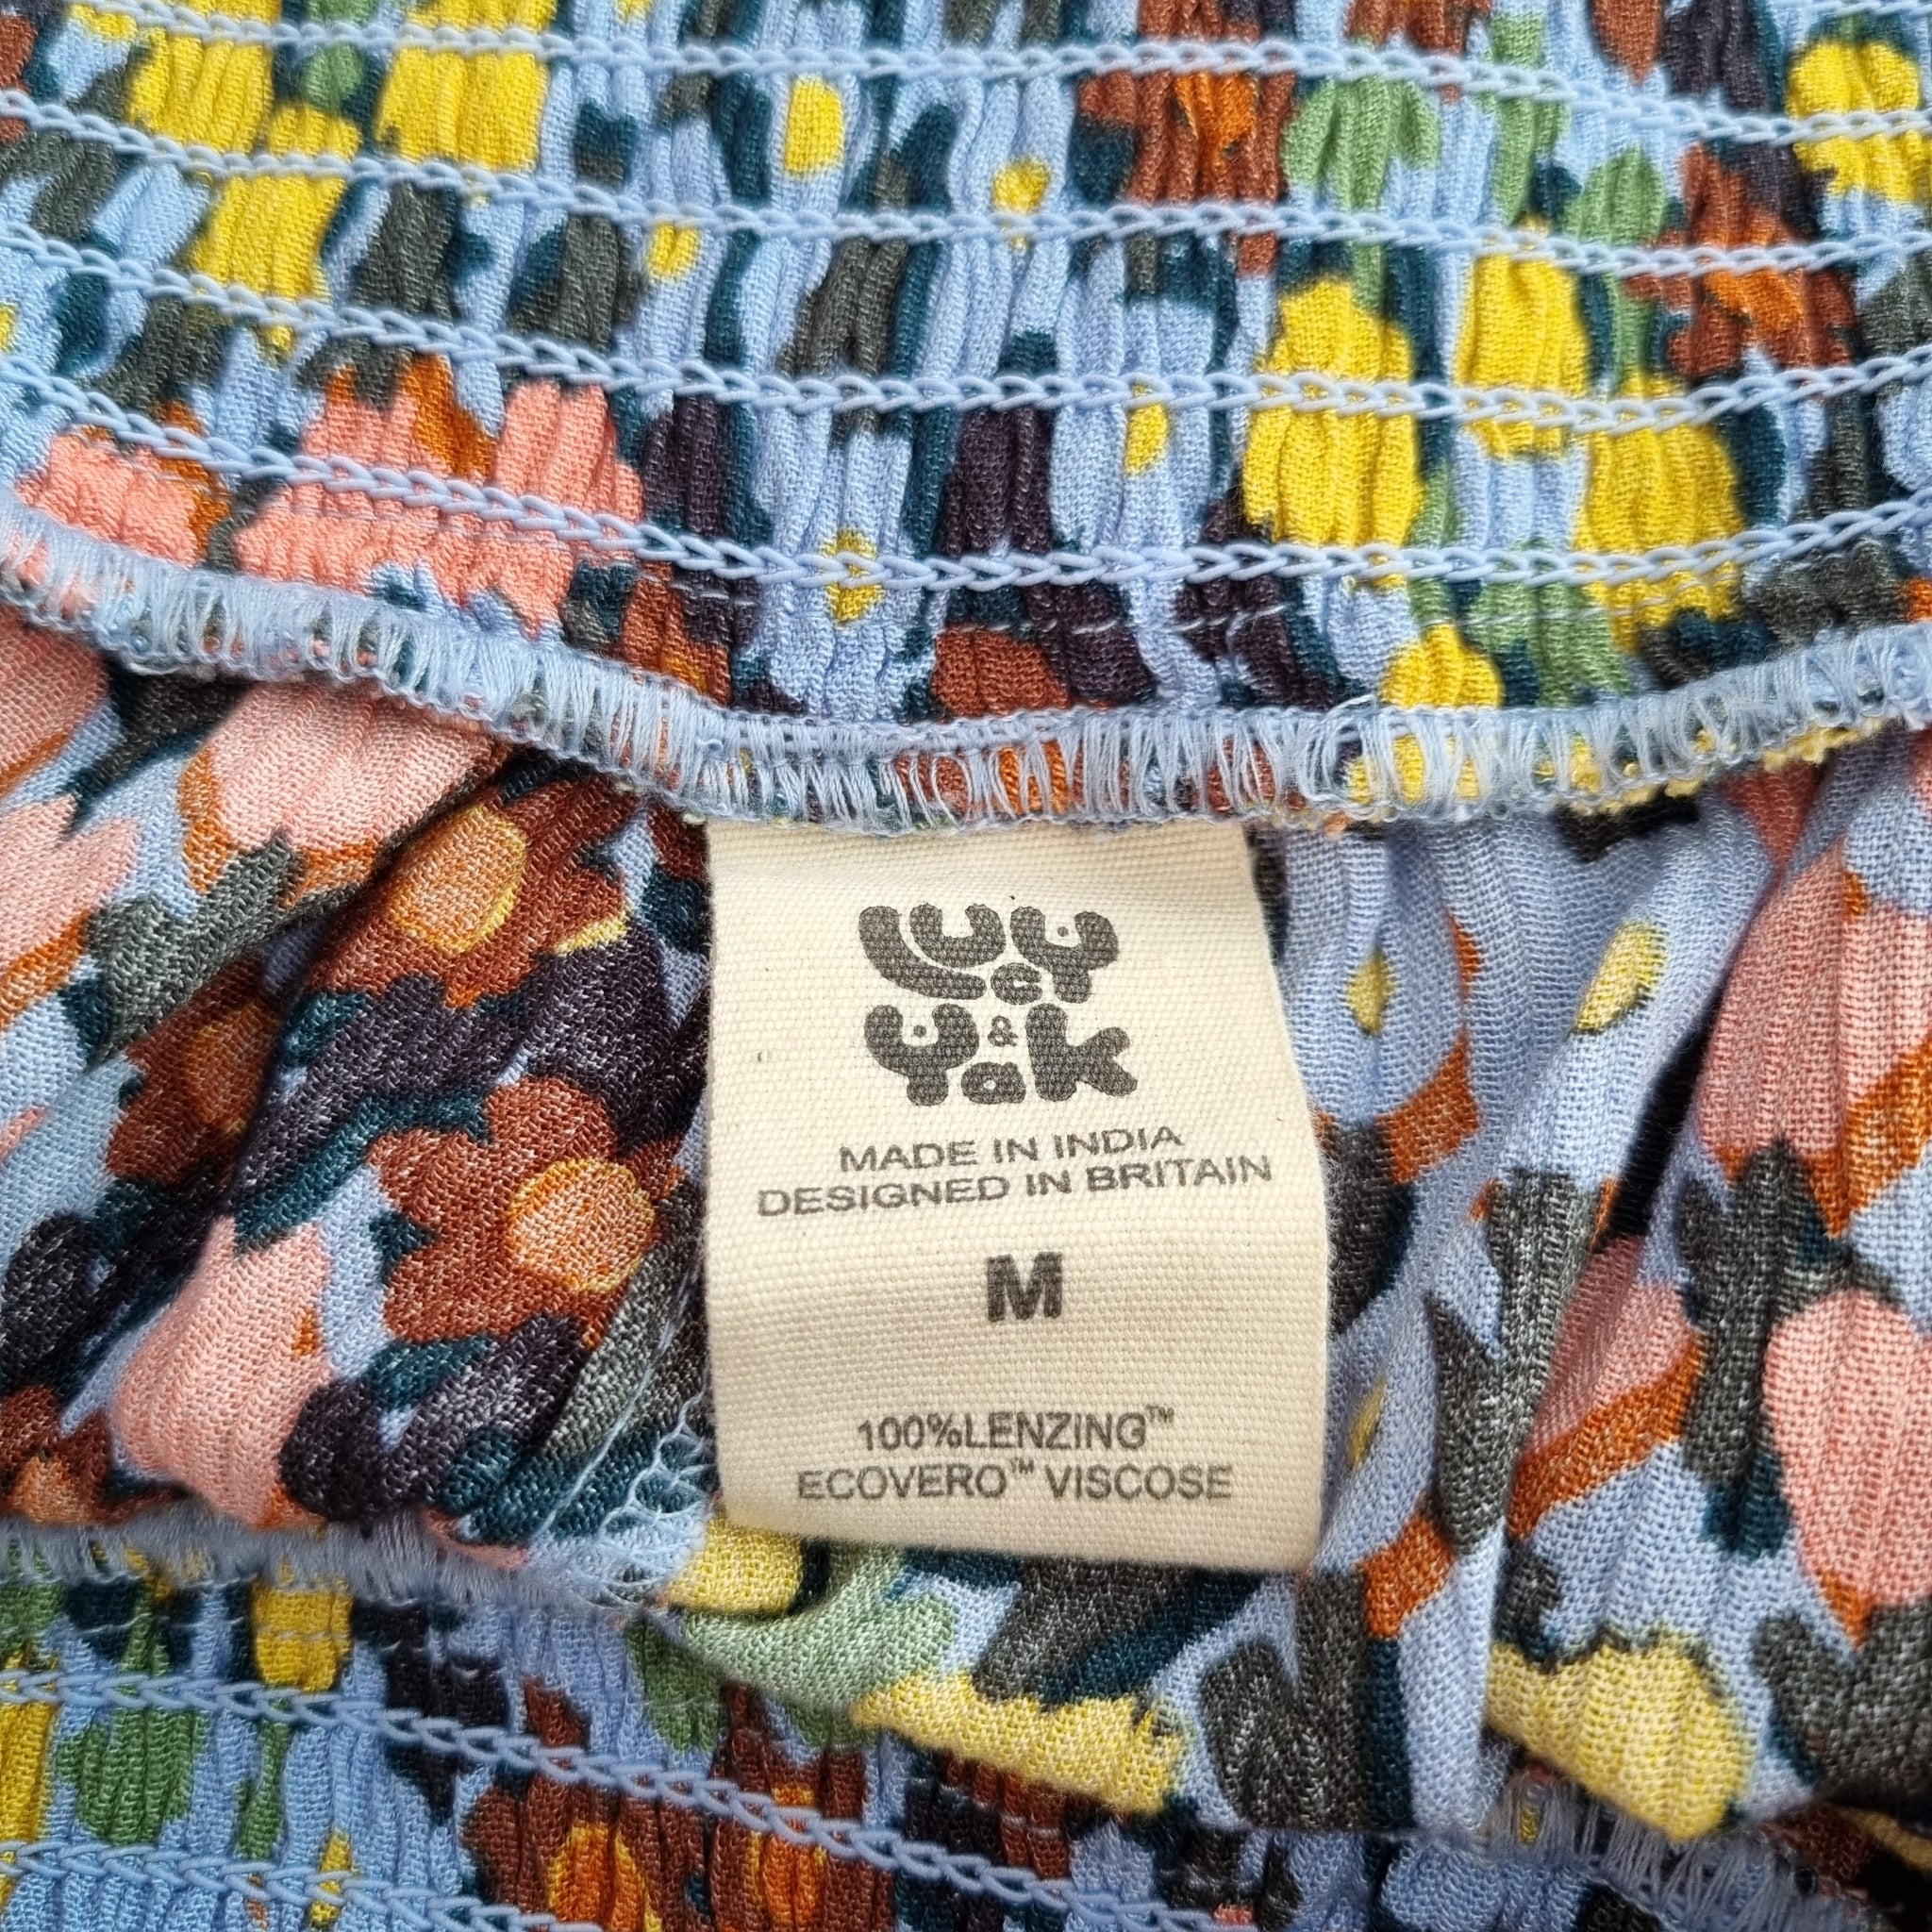 Lucy
& Yak
MADE IN INDIA
DESIGNED IN BRITAIN
M
100%LENZING™
ECOVERO™ VISCOSE